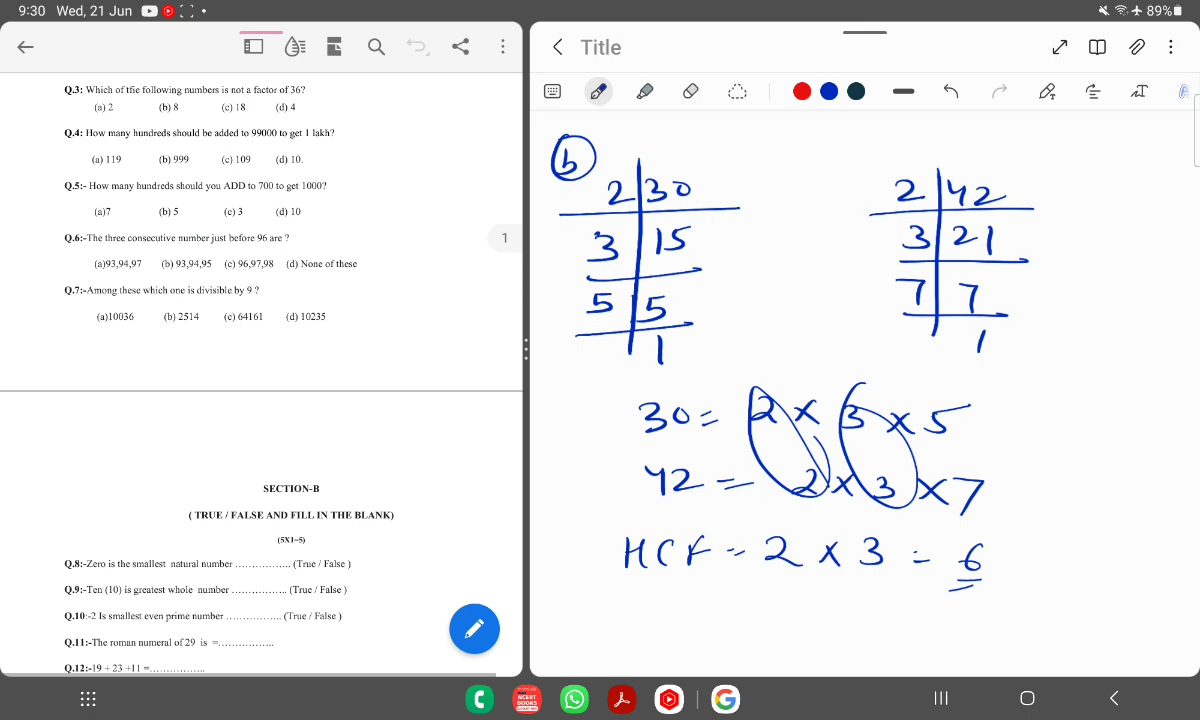 9:30 Wed, 21 Jun
89%
Q.3: Which of tfie following numbers is not a factor of 36?
(a) 2 (b) 8 (c) 18 (d) 4
Q.4: How many hundreds should be added to 99000 to get 1 lakh?
(a) 119 (b) 999 (c) 109 (d) 10.
Q.5:- How many hundreds should you ADD to 700 to get 1000?
(a)7 (b) 5 (c) 3 (d) 10
Q.6:-The three consecutive number just before 96 are ?
(a)93,94,97 (b) 93,94,95 (c) 96,97,98 (d) None of these
Q.7:-Among these which one is divisible by 9 ?
(a)10036 (b) 2514 (c) 64161 (d) 10235
1
SECTION-B
( TRUE / FALSE AND FILL IN THE BLANK)
(5X1=5)
Q.8:-Zero is the smallest natural number …………….. (True / False )
Q.9:-Ten (10) is greatest whole number …………….. (True / False )
Q.10:-2 Is smallest even prime number …………….. (True / False )
Q.11:-The roman numeral of 29 is =……………..
Q.12:-19 + 23 +11 =……………..
Title
b
2 30
3 15
5 5
1
2 42
3 21
7 7
1
30 = 2 × 3 × 5
42 = 2 × 3 × 7
HCF = 2 × 3 = 6
NCERT
BOOKS